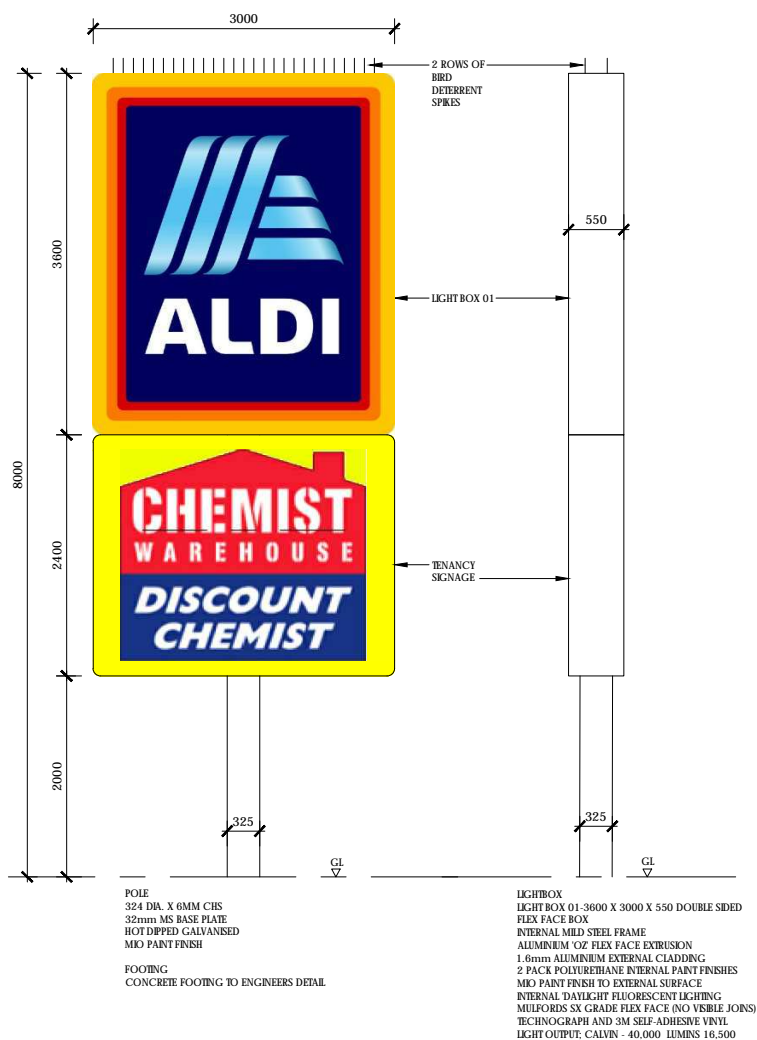 3000
2 ROWS OF
BIRD
DETERRENT
SPIKES
550
3600
LIGHT BOX 01
ALDI
8000
CHEMIST
WAREHOUSE
2400
TENANCY
SIGNAGE
DISCOUNT
CHEMIST
2000
325
325
GL
GL
POLE
324 DIA. X 6MM CHS
32mm MS BASE PLATE
HOT DIPPED GALVANISED
MIO PAINT FINISH
FOOTING
CONCRETE FOOTING TO ENGINEERS DETAIL
LIGHTBOX
LIGHT BOX 01-3600 X 3000 X 550 DOUBLE SIDED
FLEX FACE BOX
INTERNAL MILD STEEL FRAME
ALUMINIUM 'OZ' FLEX FACE EXTRUSION
1.6mm ALUMINIUM EXTERNAL CLADDING
2 PACK POLYURETHANE INTERNAL PAINT FINISHES
MIO PAINT FINISH TO EXTERNAL SURFACE
INTERNAL 'DAYLIGHT' FLUORESCENT LIGHTING
MULFORDS SX GRADE FLEX FACE (NO VISIBLE JOINS)
TECHNOGRAPH AND 3M SELF-ADHESIVE VINYL
LIGHT OUTPUT; CALVIN - 40,000 LUMINS 16,500